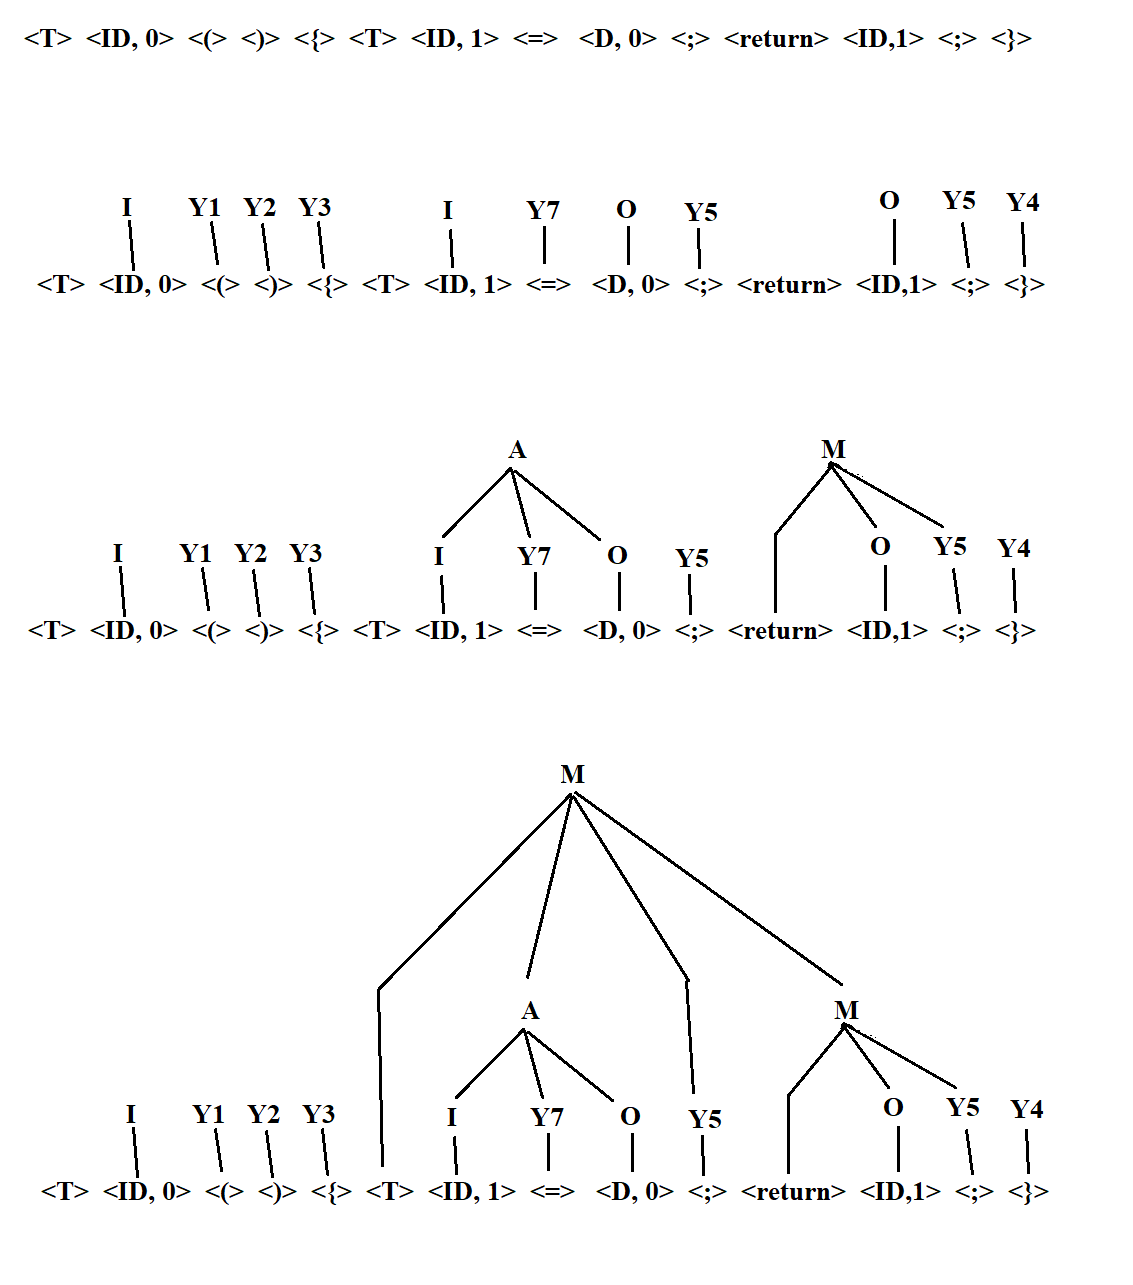 <T> <ID, 0> <(> <)> <{> <T> <ID, 1> <=> <D, 0> <;> <return> <ID,1> <;> <}>
I Y1 Y2 Y3 I Y7 O Y5 O Y5 Y4
<T> <ID, 0> <(> <)> <{> <T> <ID, 1> <=> <D, 0> <;> <return> <ID,1> <;> <}>
A M
I Y1 Y2 Y3 I Y7 O Y5 O Y5 Y4
<T> <ID, 0> <(> <)> <{> <T> <ID, 1> <=> <D, 0> <;> <return> <ID,1> <;> <}>
M
A M
I Y1 Y2 Y3 I Y7 O Y5 O Y5 Y4
<T> <ID, 0> <(> <)> <{> <T> <ID, 1> <=> <D, 0> <;> <return> <ID,1> <;> <}>